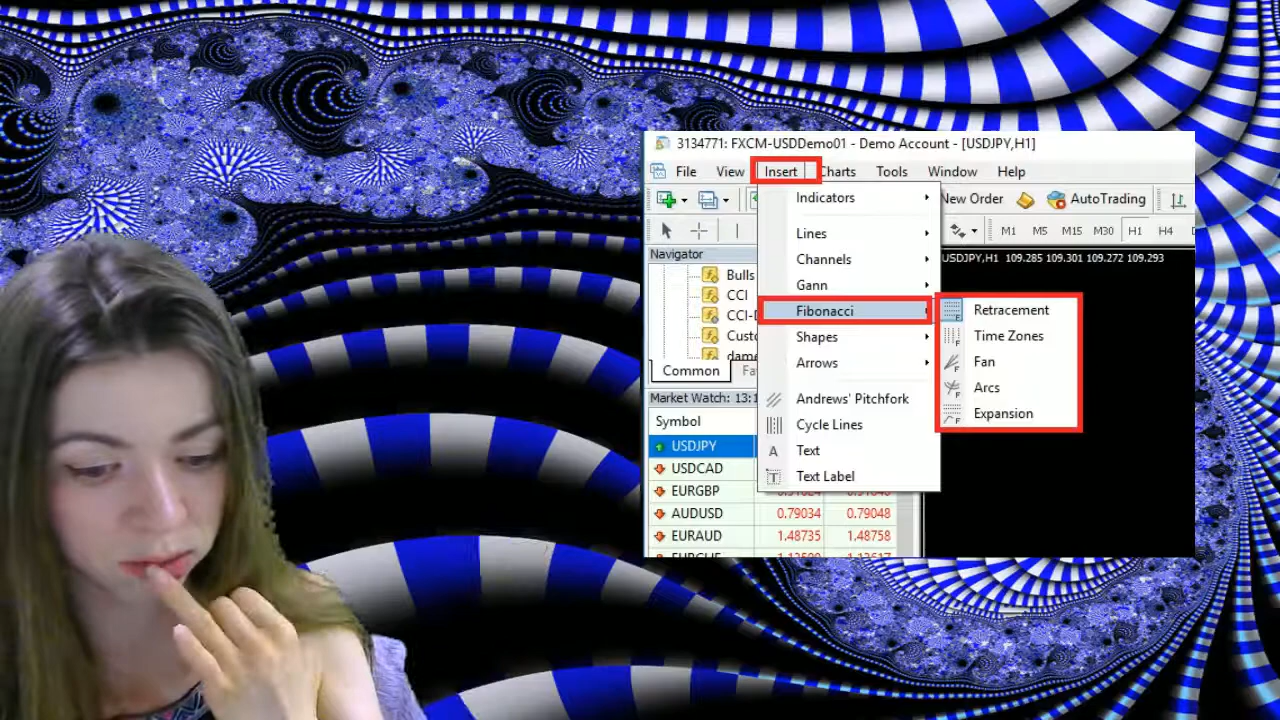 3134771: FXCM-USDDemo01 - Demo Account - [USDJPY,H1]
File View Insert Charts Tools Window Help
New Order AutoTrading
M1 M5 M15 M30 H1 H4
Navigator
Bulls
CCI
Common
Indicators
Lines
Channels
Gann
Fibonacci
Shapes
Arrows
Andrews' Pitchfork
Cycle Lines
Text
Text Label
USDJPY,H1 109.285 109.301 109.272 109.293
Retracement
Time Zones
Fan
Arcs
Expansion
Market Watch:
Symbol
USDJPY
USDCAD
EURGBP
AUDUSD 0.79034 0.79048
EURAUD 1.48735 1.48758